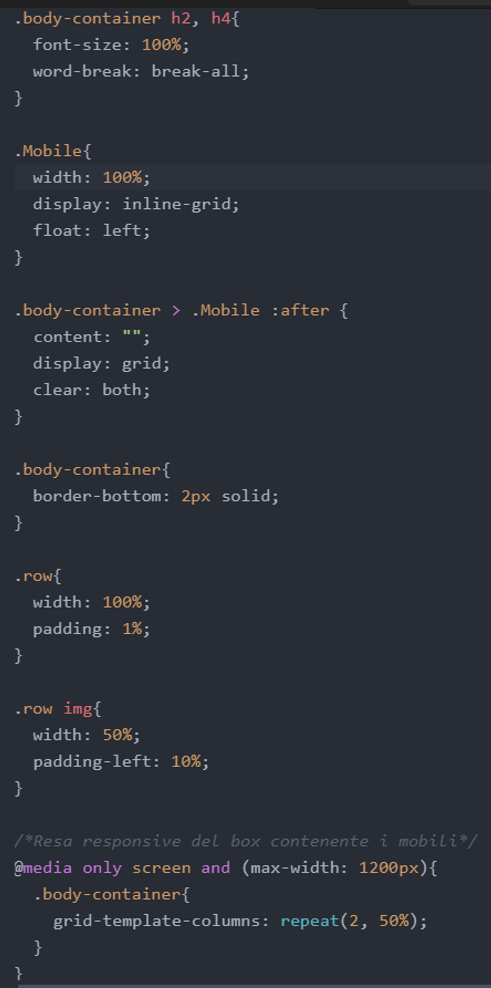 .body-container h2, h4{
  font-size: 100%;
  word-break: break-all;
}
.Mobile{
  width: 100%;
  display: inline-grid;
  float: left;
}
.body-container > .Mobile :after {
  content: "";
  display: grid;
  clear: both;
}
.body-container{
  border-bottom: 2px solid;
}
.row{
  width: 100%;
  padding: 1%;
}
.row img{
  width: 50%;
  padding-left: 10%;
}
/*Resa responsive del box contenente i mobili*/
@media only screen and (max-width: 1200px){
  .body-container{
    grid-template-columns: repeat(2, 50%);
  }
}